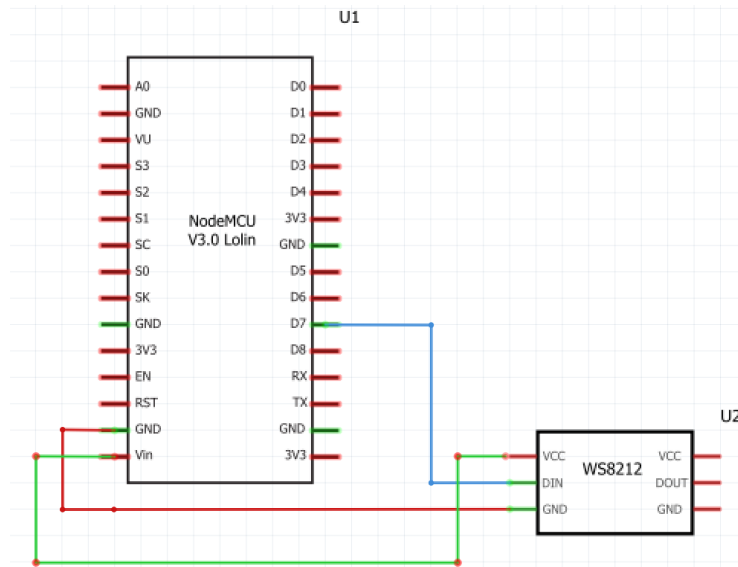 U1
A0
GND
VU
S3
S2
S1
SC
S0
SK
GND
3V3
EN
RST
GND
Vin
NodeMCU
V3.0 Lolin
D0
D1
D2
D3
D4
3V3
GND
D5
D6
D7
D8
RX
TX
GND
3V3
U2
VCC
DIN
GND
WS8212
VCC
DOUT
GND